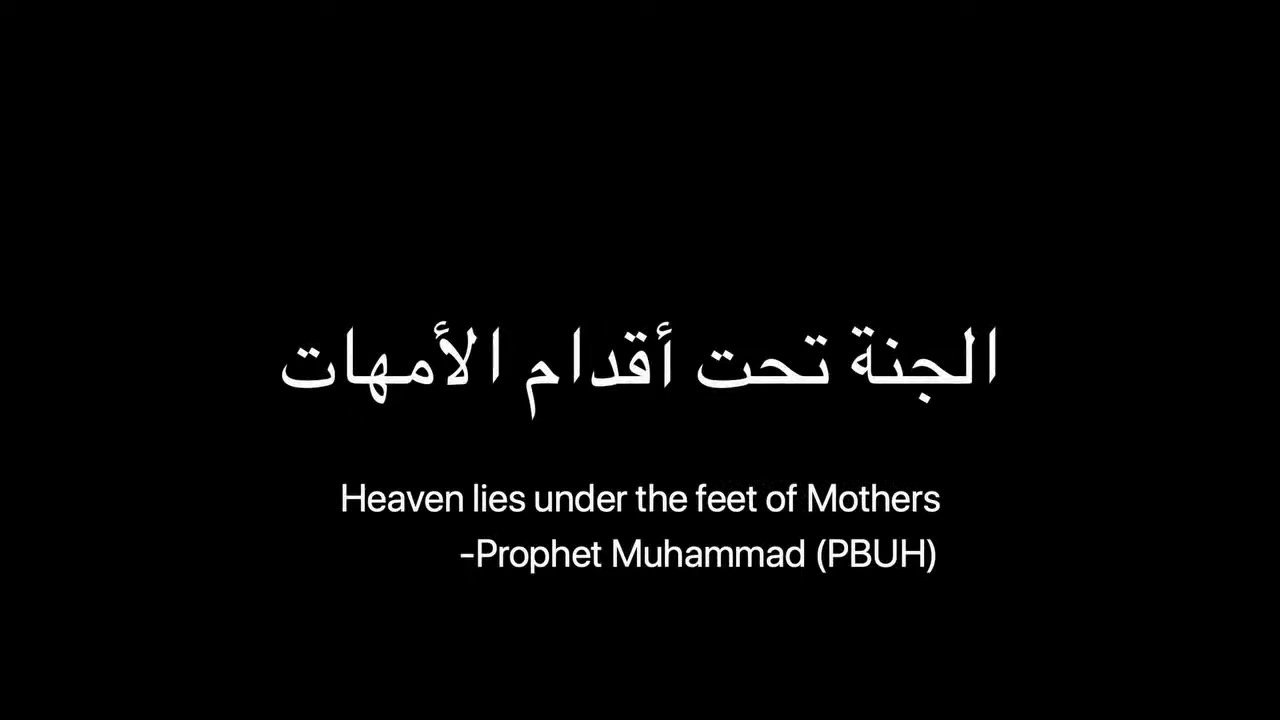 الجنة تحت أقدام الأمهات
Heaven lies under the feet of Mothers
-Prophet Muhammad (PBUH)